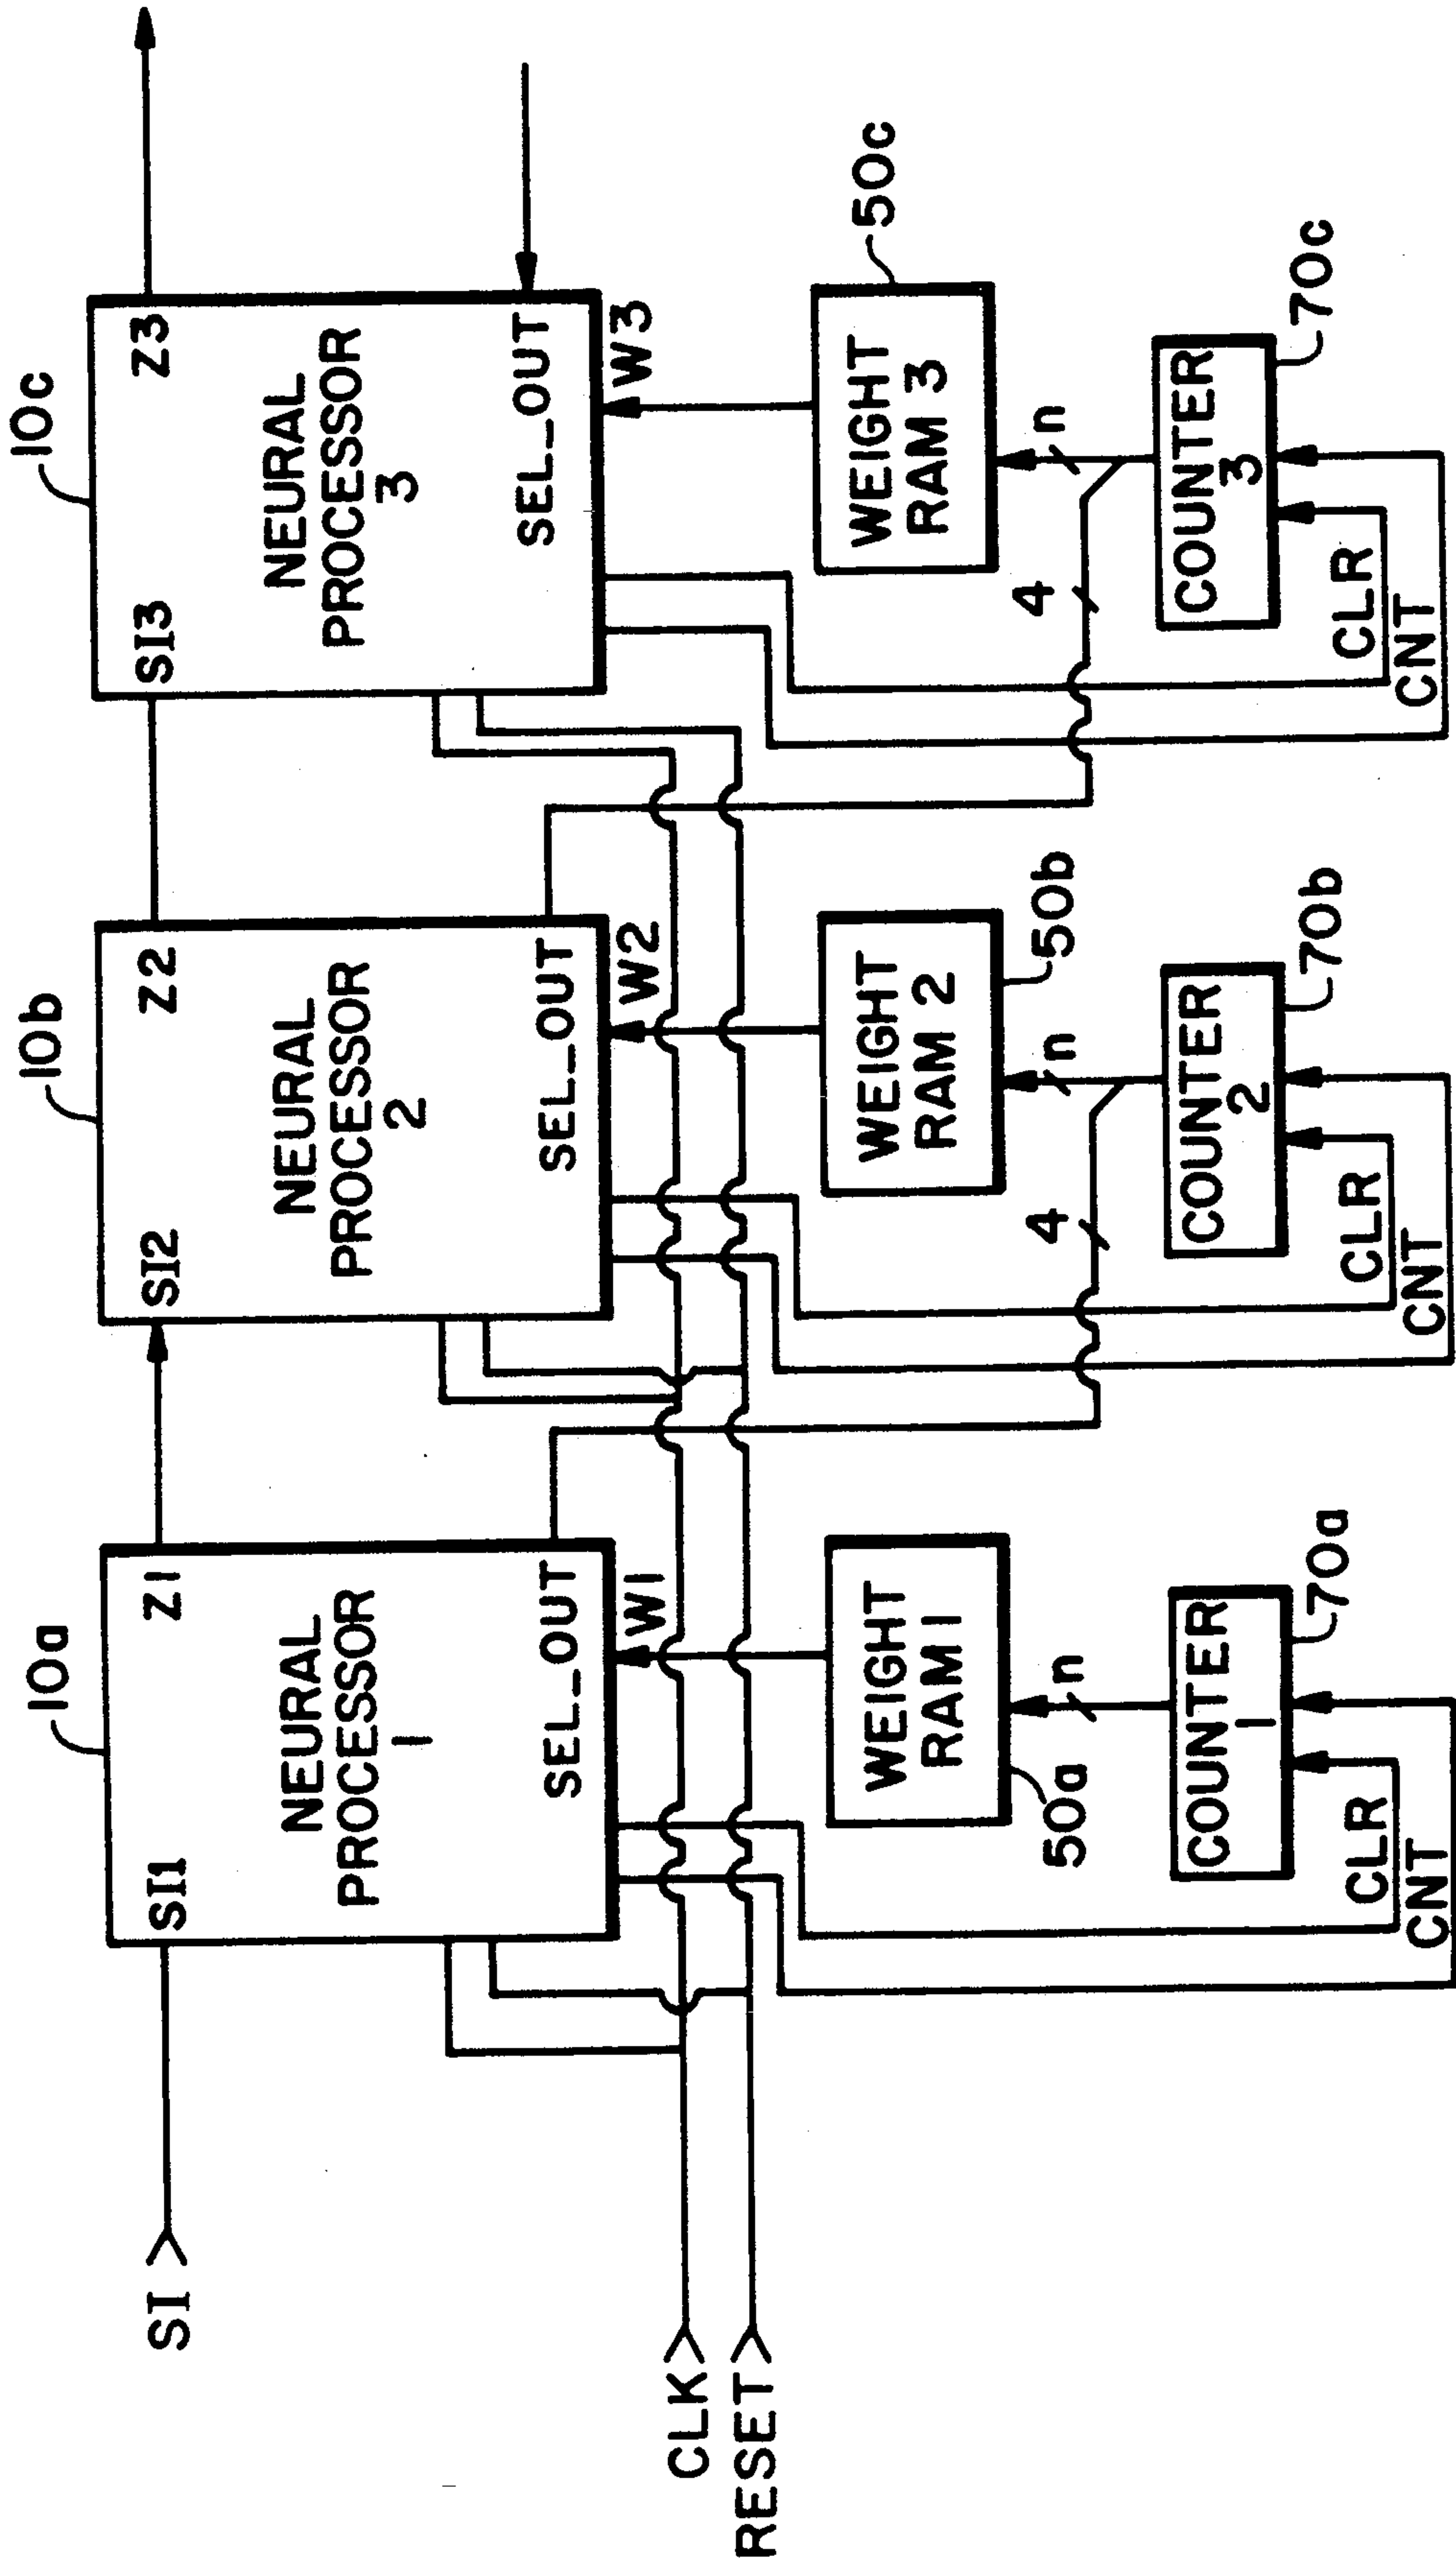 10a
10b
10c
SI1
Z1
SI2
Z2
SI3
Z3
NEURAL
PROCESSOR
1
NEURAL
PROCESSOR
2
NEURAL
PROCESSOR
3
SEL_OUT
SEL_OUT
SEL_OUT
SI
W1
W2
W3
CLK
RESET
WEIGHT
RAM 1
50a
WEIGHT
RAM 2
50b
WEIGHT
RAM 3
50c
n
4
n
4
n
COUNTER
1
70a
COUNTER
2
70b
COUNTER
3
70c
CLR
CNT
CLR
CNT
CLR
CNT